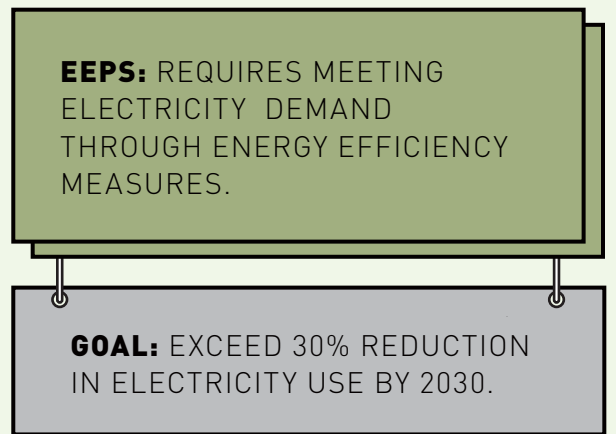 EEPS: REQUIRES MEETING
ELECTRICITY DEMAND
THROUGH ENERGY EFFICIENCY
MEASURES.
GOAL: EXCEED 30% REDUCTION
IN ELECTRICITY USE BY 2030.